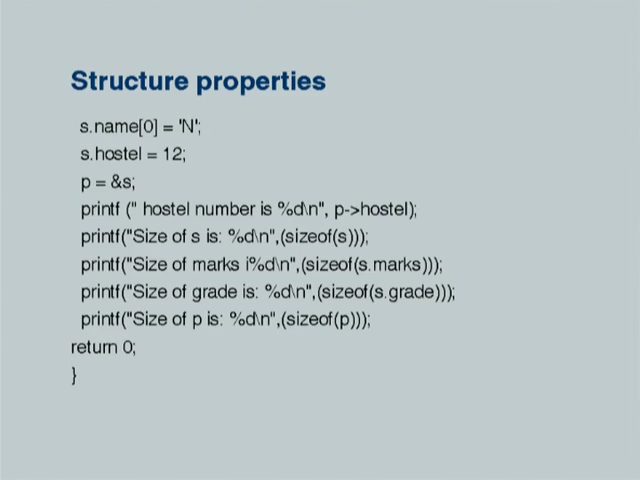 Structure properties
s.name[0] = 'N';
s.hostel = 12;
p = &s;
printf (" hostel number is %d\n", p->hostel);
printf("Size of s is: %d\n",(sizeof(s)));
printf("Size of marks i%d\n",(sizeof(s.marks)));
printf("Size of grade is: %d\n",(sizeof(s.grade)));
printf("Size of p is: %d\n",(sizeof(p)));
return 0;
}